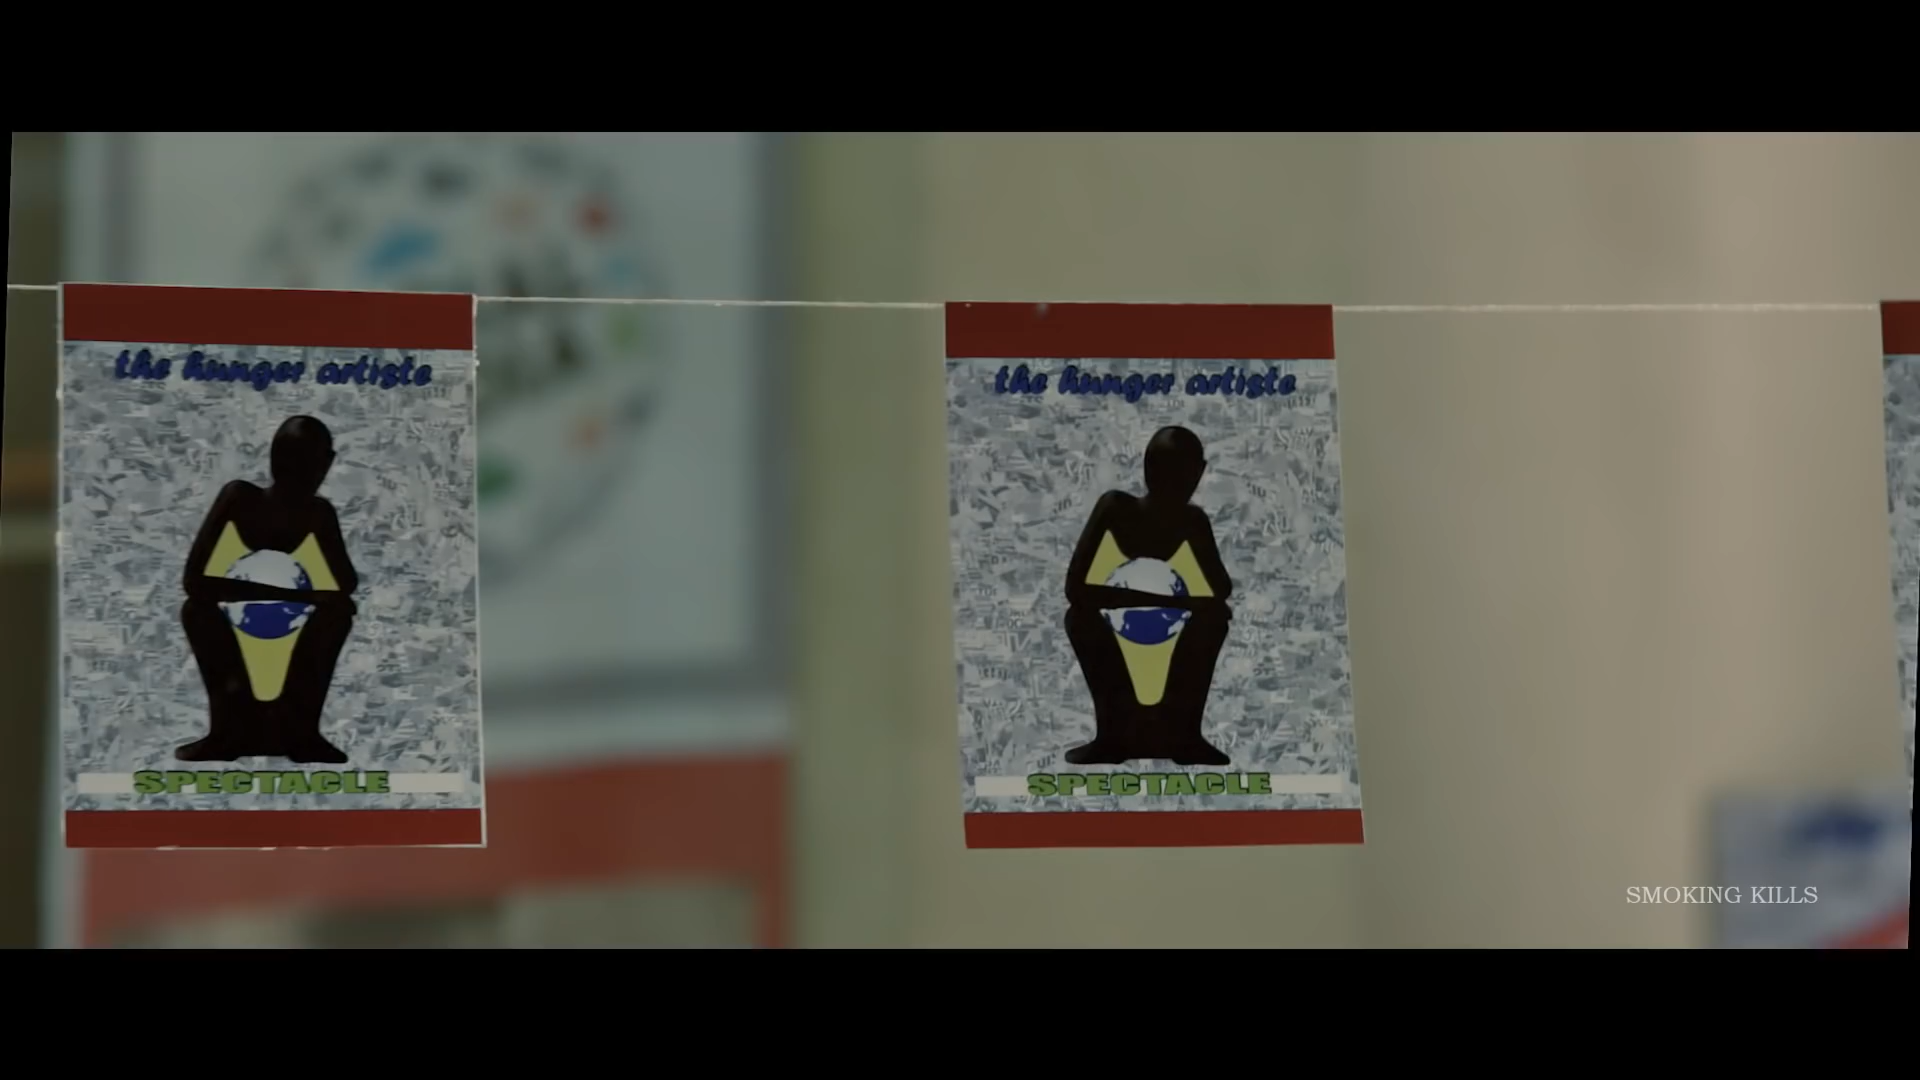 the hunger artiste
SPECTACLE
the hunger artiste
SPECTACLE
SMOKING KILLS